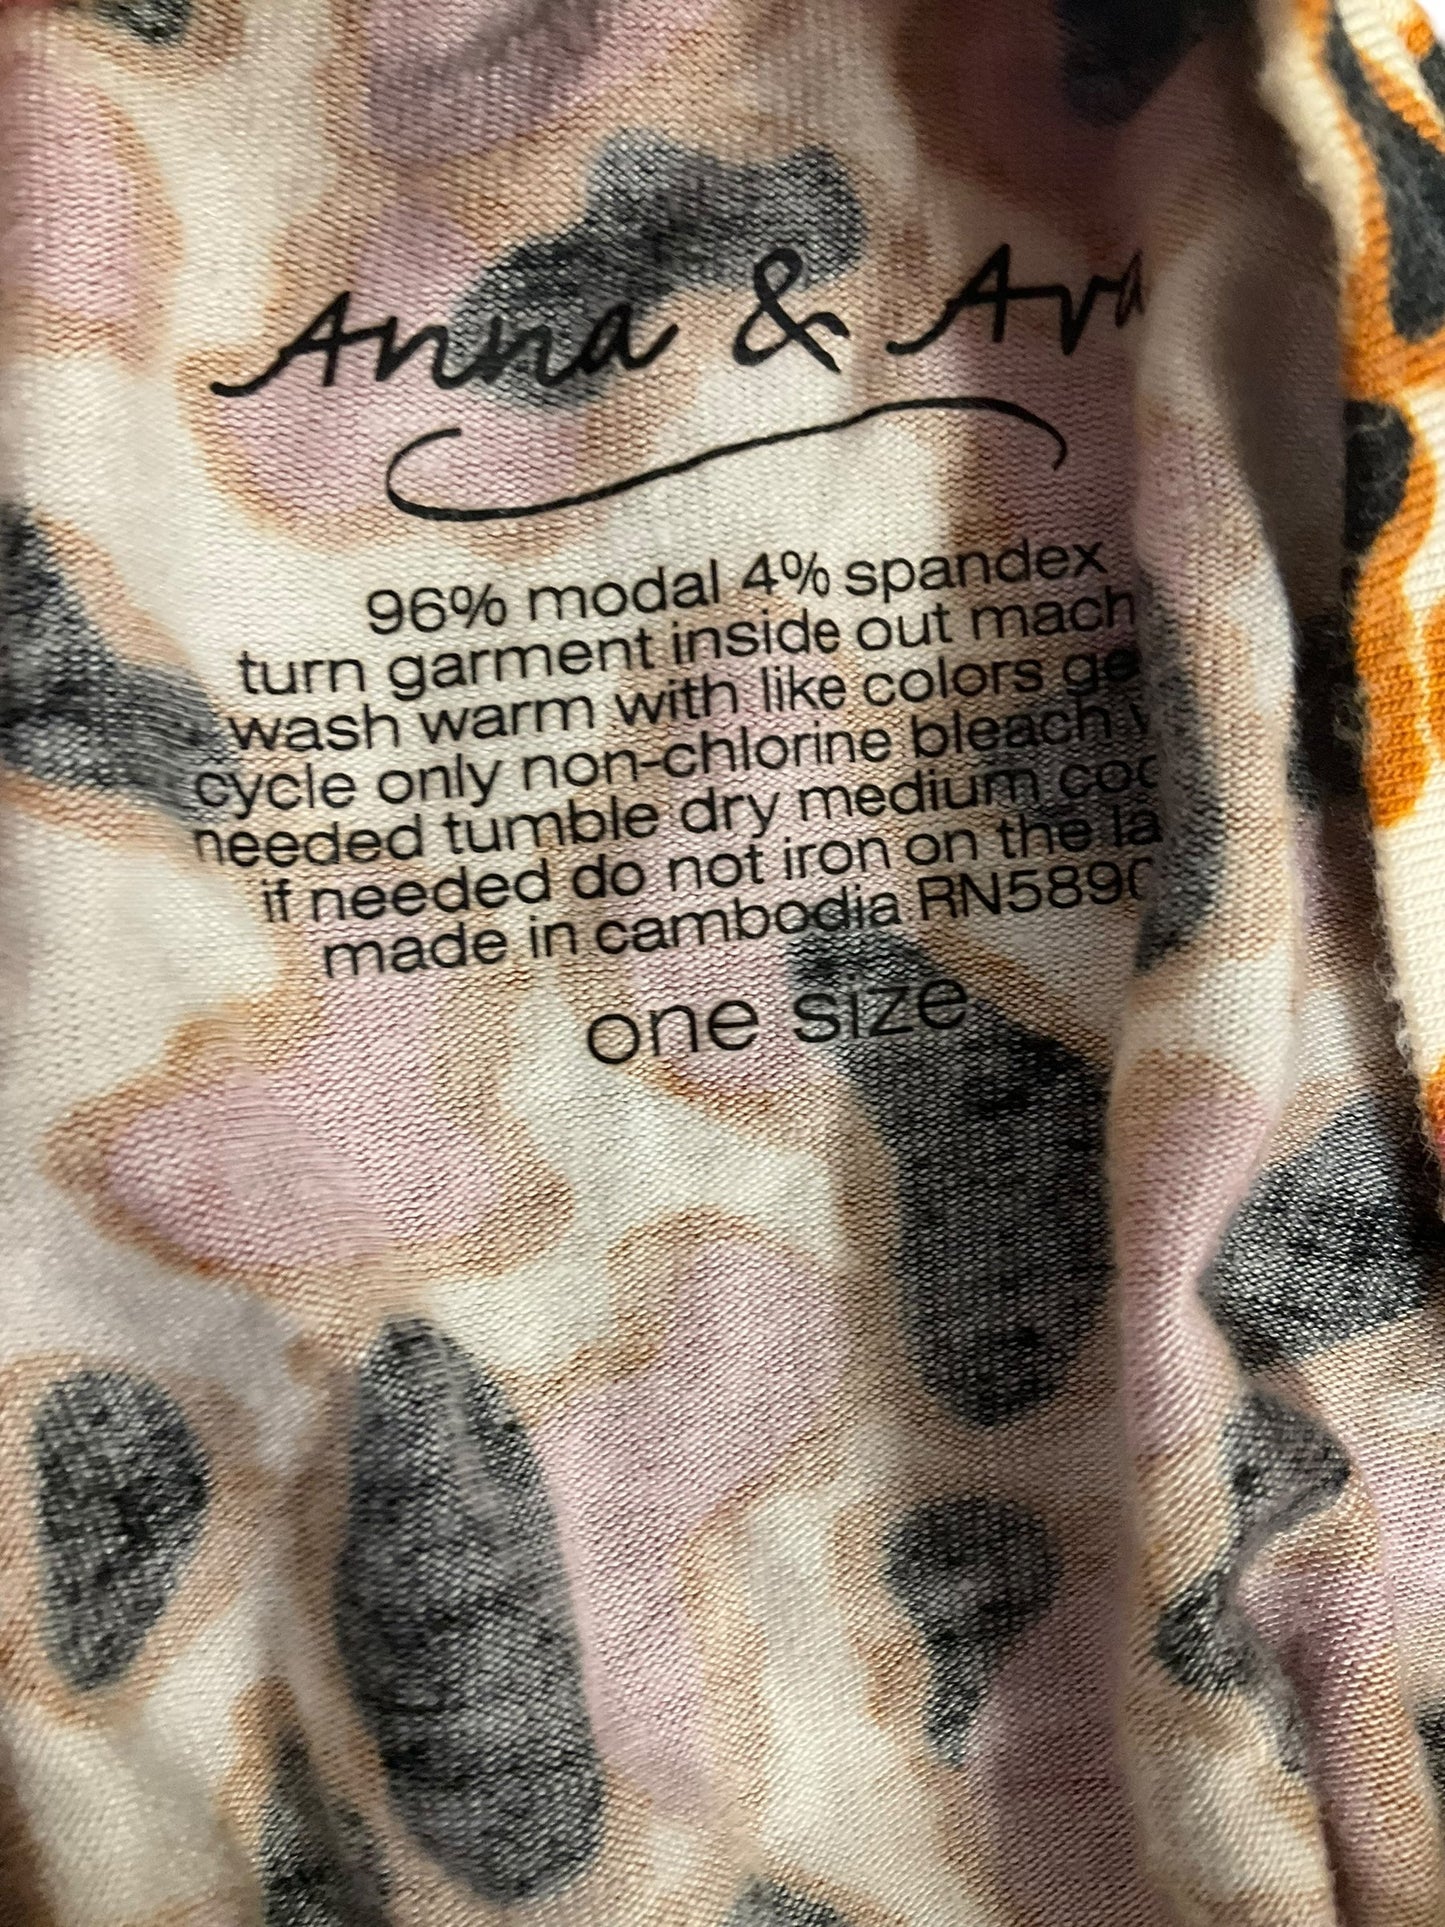 Anna & Ava
96% modal 4% spandex
turn garment inside out mach
wash warm with like colors ge
cycle only non-chlorine bleach
needed tumble dry medium
if needed do not iron on the la
made in cambodia RN5890
one size